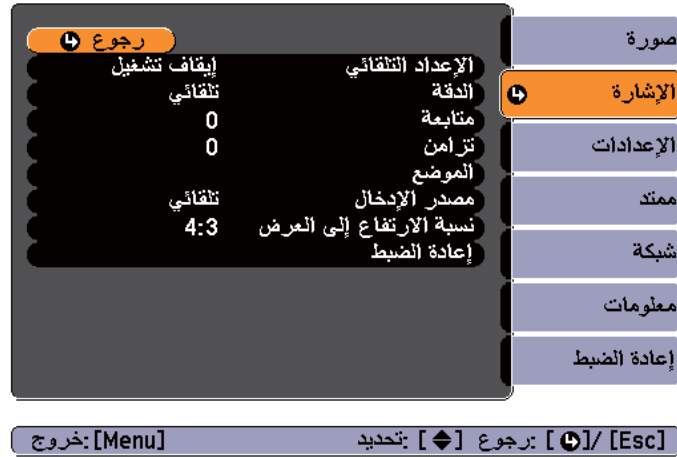 صورة
الإشارة
الإعدادات
ممتد
شبكة
معلومات
إعادة الضبط
رجوع
الإعداد التلقائي إيقاف تشغيل
الدقة تلقائي
متابعة 0
تزامن 0
الموضع
مصدر الإدخال تلقائي
نسبة الارتفاع إلى العرض 4:3
إعادة الضبط
[Esc] /[ ] :رجوع [ ] :تحديد [Menu] :خروج